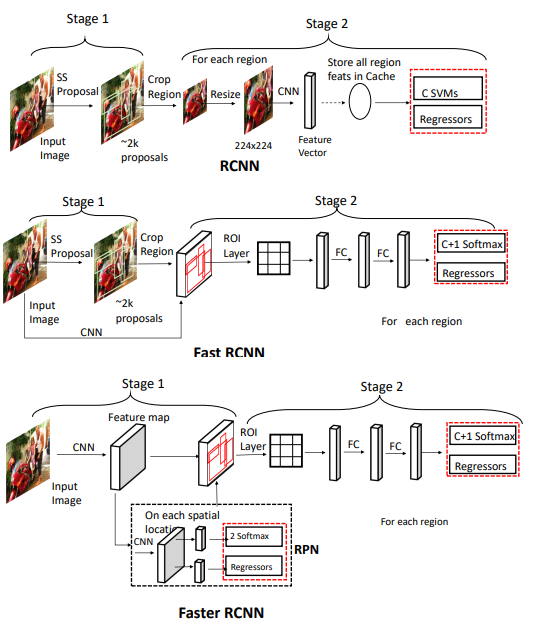 Stage 1
Stage 2
For each region
Store all region
feats in Cache
SS
Proposal
Crop
Region
Resize
CNN
C SVMs
Regressors
Input
Image
~2k
proposals
224x224
Feature
Vector
RCNN
Stage 1
Stage 2
SS
Proposal
Crop
Region
ROI
Layer
FC
FC
C+1 Softmax
Regressors
Input
Image
~2k
proposals
CNN
For each region
Fast RCNN
Stage 1
Stage 2
Feature map
CNN
ROI
Layer
FC
FC
C+1 Softmax
Regressors
Input
Image
On each spatial
location
CNN
2 Softmax
Regressors
RPN
For each region
Faster RCNN